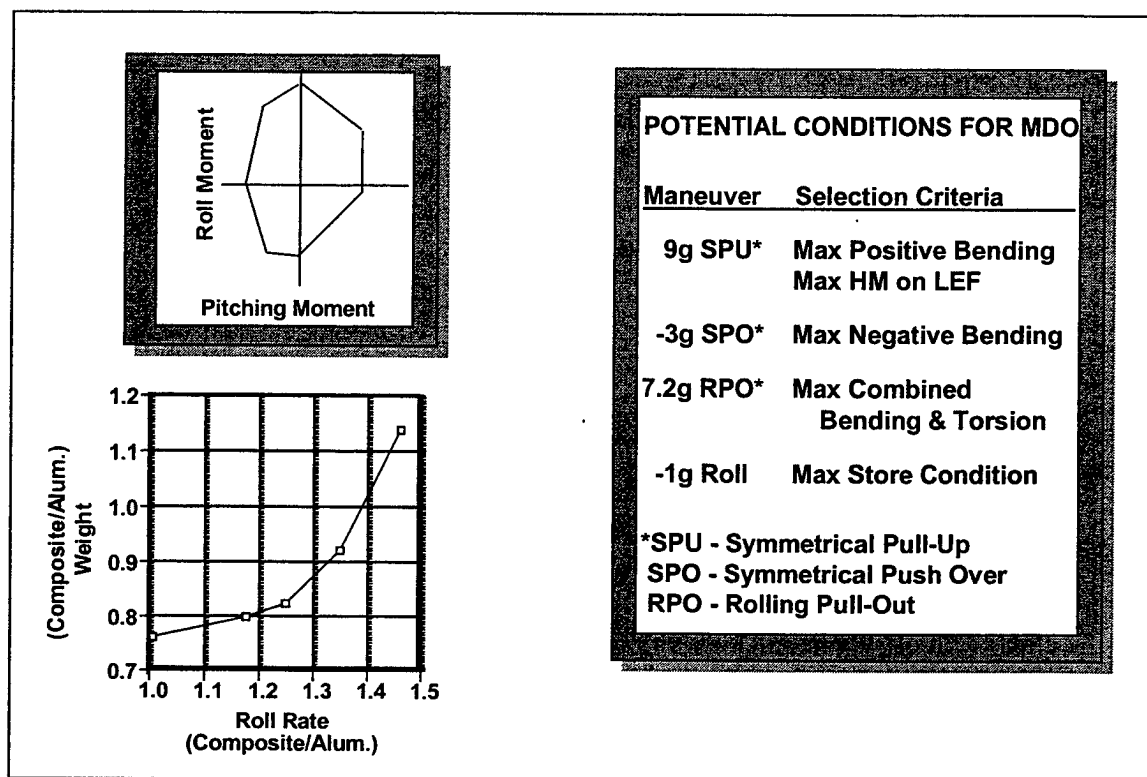 Roll Moment
Pitching Moment
1.2
1.1
1.0
0.9
0.8
0.7
(Composite/Alum.)
Weight
1.0 1.1 1.2 1.3 1.4 1.5
Roll Rate
(Composite/Alum.)
POTENTIAL CONDITIONS FOR MDO
Maneuver Selection Criteria
9g SPU* Max Positive Bending
Max HM on LEF
-3g SPO* Max Negative Bending
7.2g RPO* Max Combined
Bending & Torsion
-1g Roll Max Store Condition
*SPU - Symmetrical Pull-Up
SPO - Symmetrical Push Over
RPO - Rolling Pull-Out